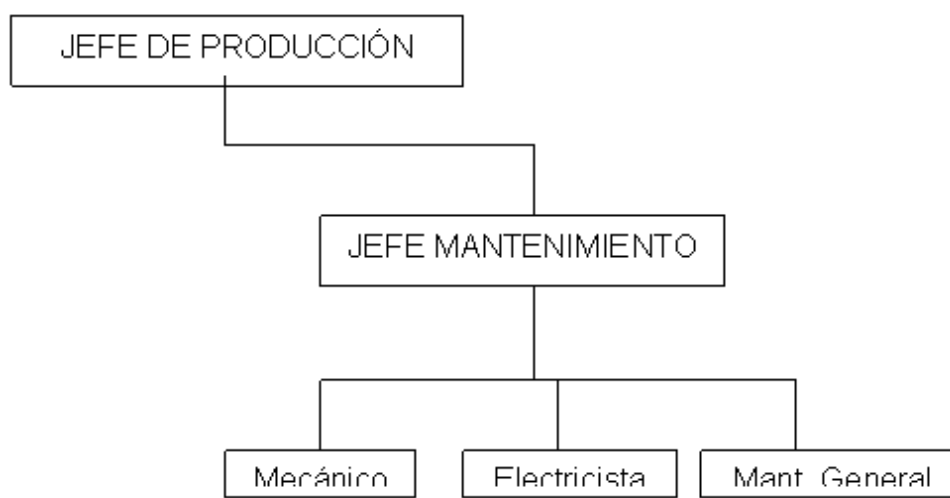 JEFE DE PRODUCCIÓN
JEFE MANTENIMIENTO
Mecánico
Electricista
Mant. General